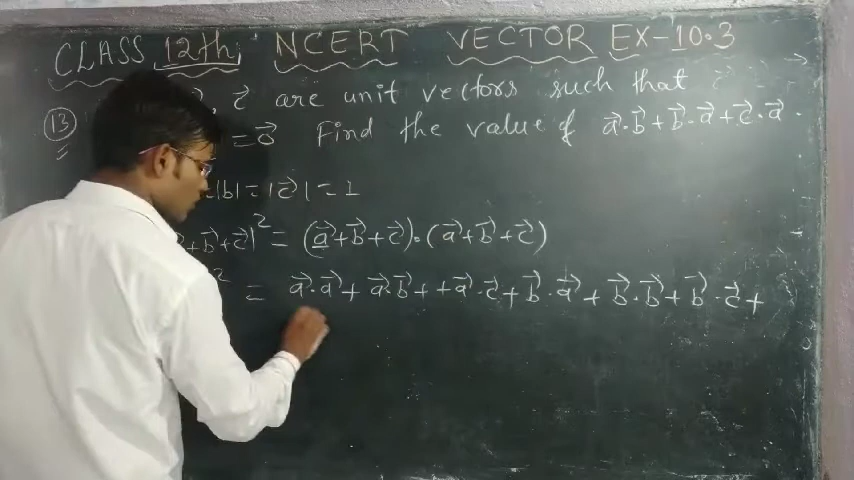 CLASS 12th NCERT VECTOR EX-10.3
(13) , c⃗ are unit vectors such that
= 0⃗ Find the value of a⃗·b⃗+b⃗·a⃗+c⃗·a⃗.
|b|=|c⃗|=1
+b⃗+c⃗|²=(a⃗+b⃗+c⃗)·(a⃗+b⃗+c⃗)
² = a⃗·a⃗+a⃗·b⃗++a⃗·c⃗+b⃗·a⃗+b⃗·b⃗+b⃗·c⃗+